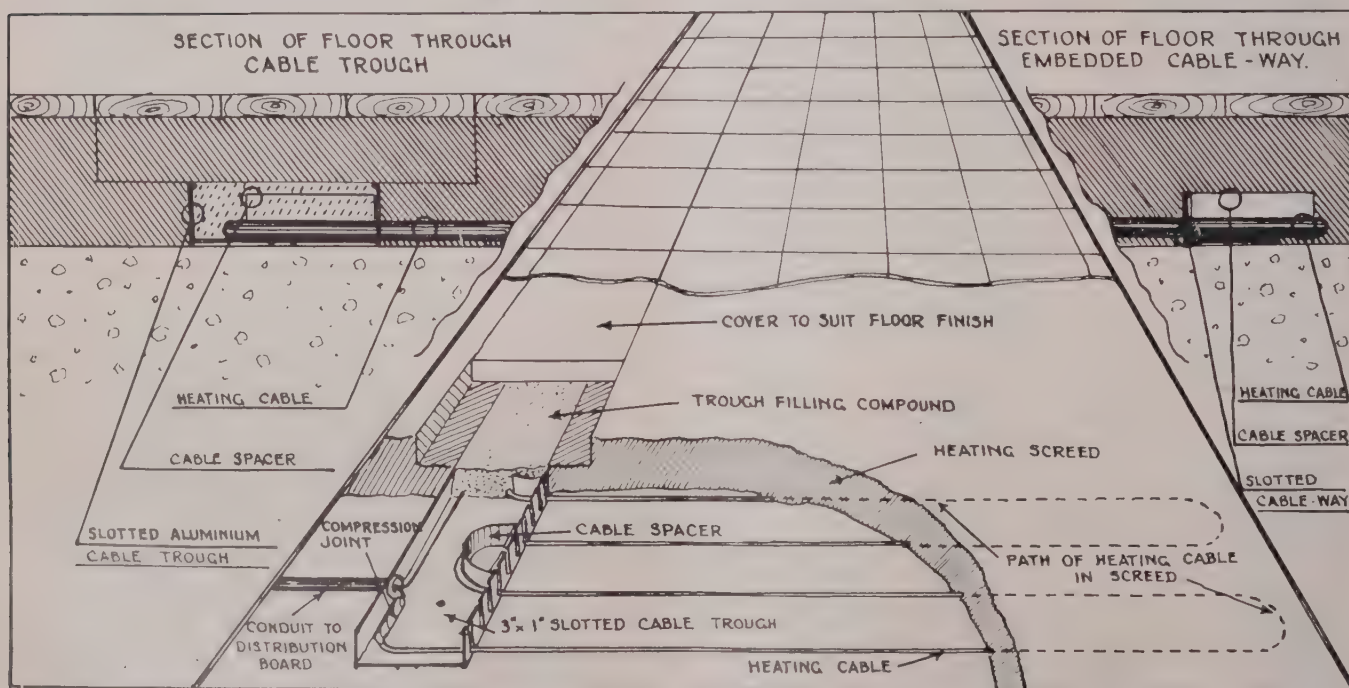 SECTION OF FLOOR THROUGH
CABLE TROUGH
SECTION OF FLOOR THROUGH
EMBEDDED CABLE-WAY.
COVER TO SUIT FLOOR FINISH
TROUGH FILLING COMPOUND
HEATING SCREED
HEATING CABLE
CABLE SPACER
SLOTTED ALUMINIUM
CABLE TROUGH
COMPRESSION
JOINT
CABLE SPACER
CONDUIT TO
DISTRIBUTION
BOARD
3" x 1" SLOTTED CABLE TROUGH
HEATING CABLE
PATH OF HEATING CABLE
IN SCREED
HEATING CABLE
CABLE SPACER
SLOTTED
CABLE-WAY